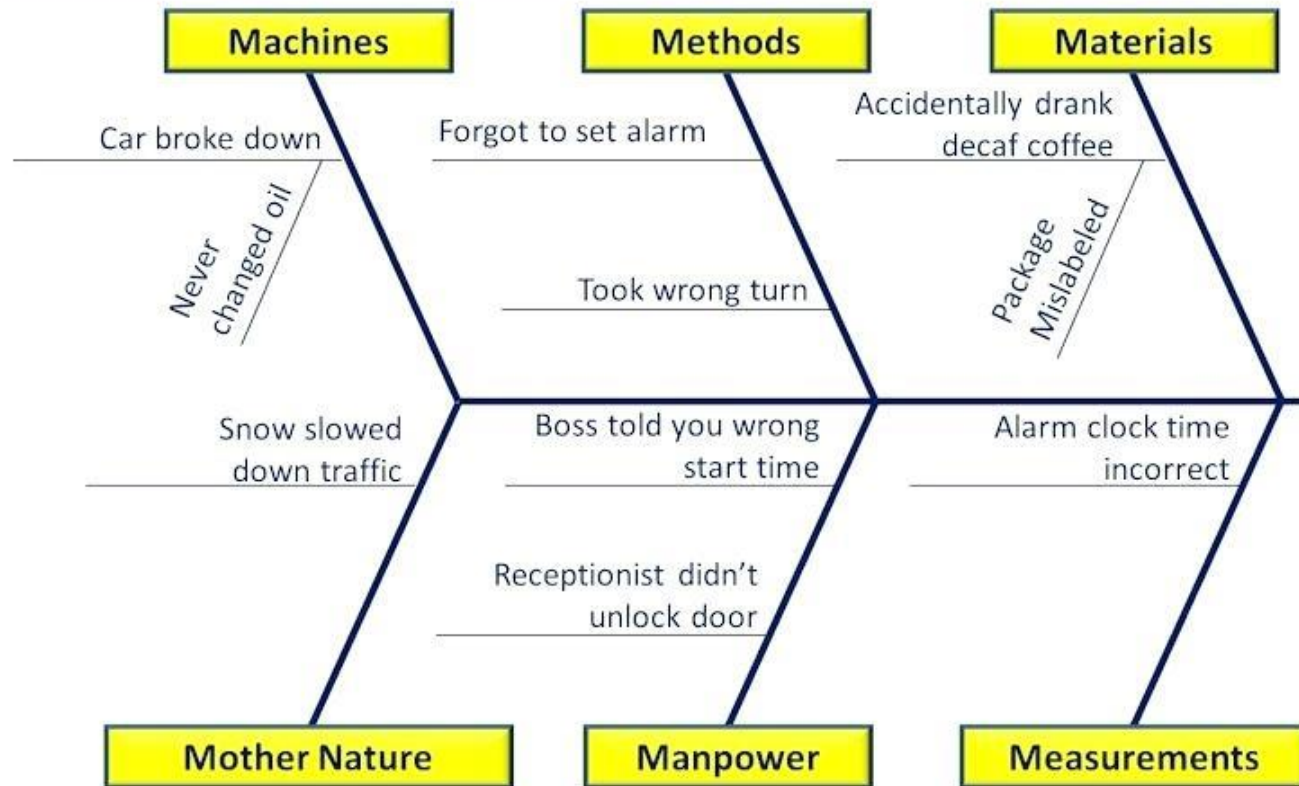 Machines
Methods
Materials
Car broke down
Never
changed oil
Forgot to set alarm
Took wrong turn
Accidentally drank
decaf coffee
Package
Mislabeled
Snow slowed
down traffic
Boss told you wrong
start time
Receptionist didn’t
unlock door
Alarm clock time
incorrect
Mother Nature
Manpower
Measurements